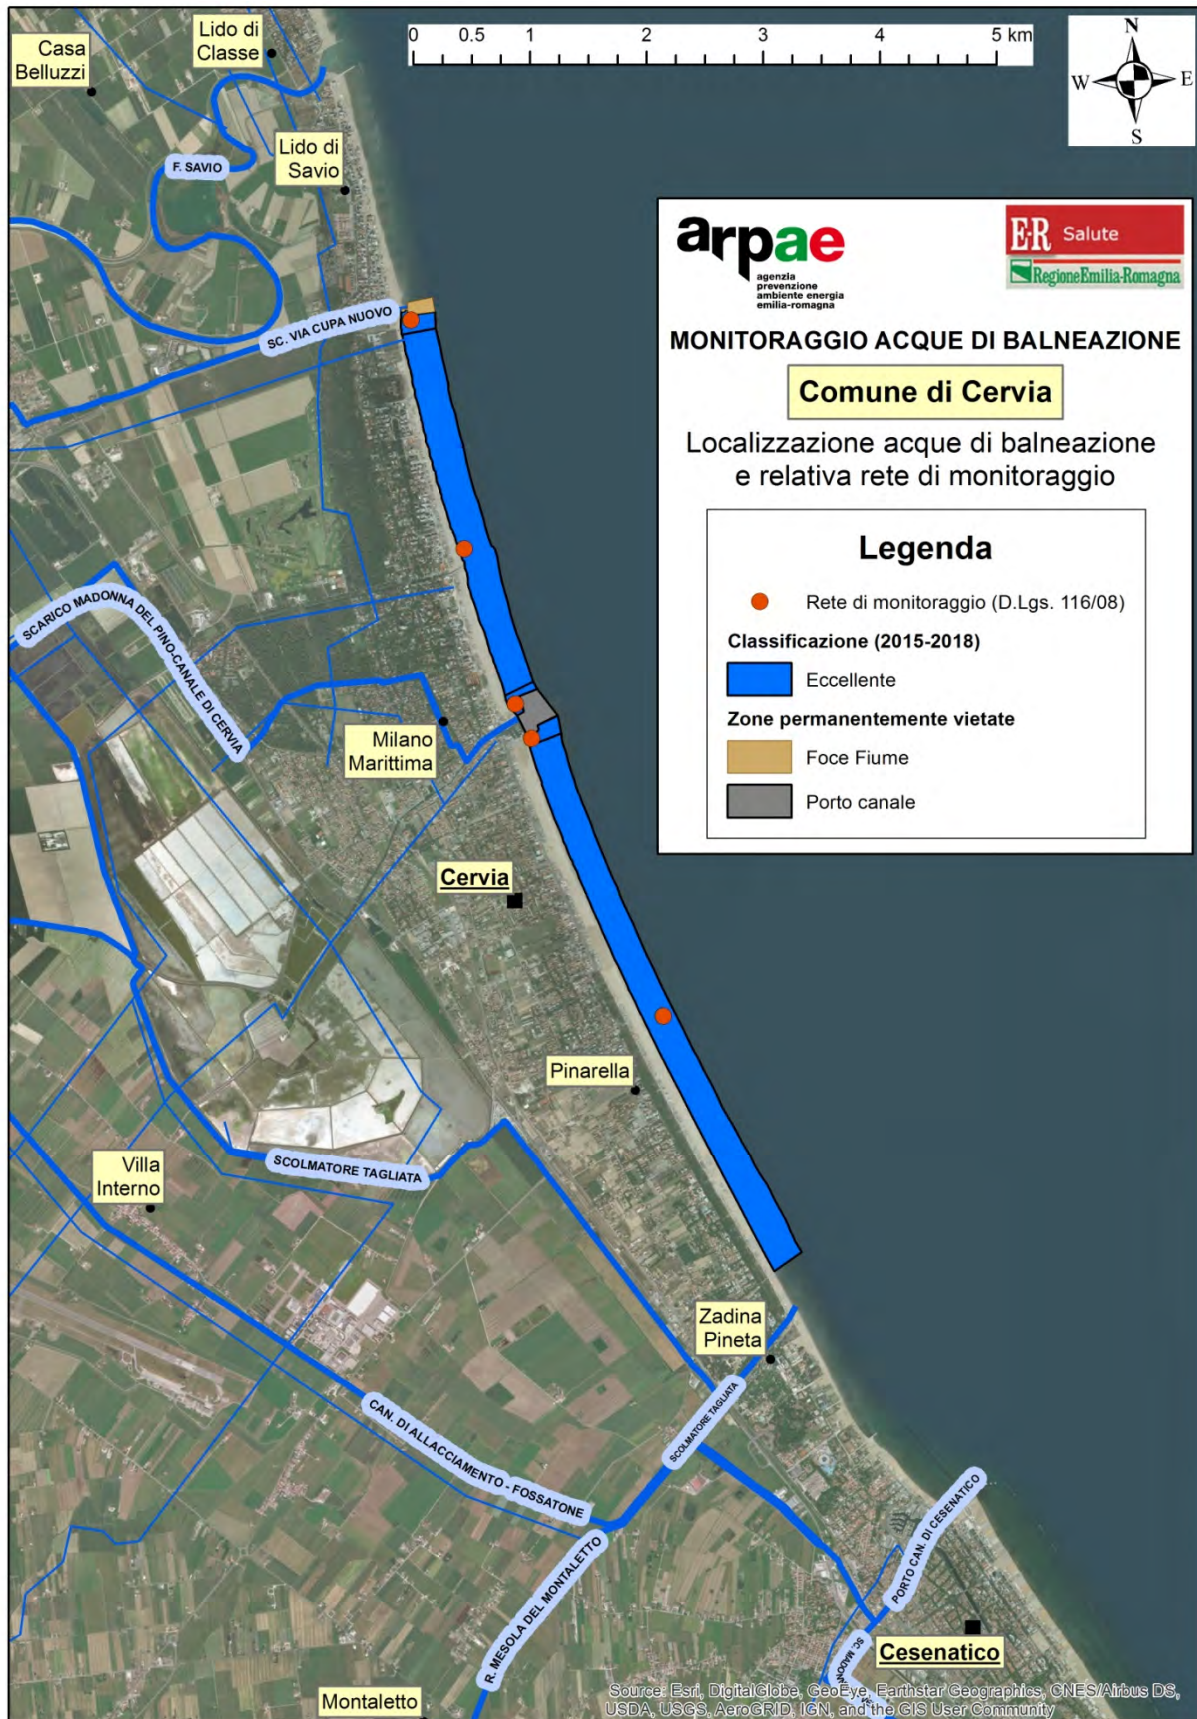 Casa
Belluzzi
Lido di
Classe
0 0.5 1 2 3 4 5 km
N
W E
S
F. SAVIO
Lido di
Savio
SC. VIA CUPA NUOVO
arpae
agenzia
prevenzione
ambiente energia
emilia-romagna
E-R Salute
RegioneEmilia-Romagna
MONITORAGGIO ACQUE DI BALNEAZIONE
Comune di Cervia
Localizzazione acque di balneazione
e relativa rete di monitoraggio
Legenda
Rete di monitoraggio (D.Lgs. 116/08)
Classificazione (2015-2018)
Eccellente
Zone permanentemente vietate
Foce Fiume
Porto canale
SCARICO MADONNA DEL PINO-CANALE DI CERVIA
Milano
Marittima
Cervia
Pinarella
Villa
Interno
SCOLMATORE TAGLIATA
Zadina
Pineta
SCOLMATORE TAGLIATA
CAN. DI ALLACCIAMENTO - FOSSATONE
R. MESOLA DEL MONTALETTO
PORTO CAN. DI CESENATICO
Cesenatico
Montaletto
Source: Esri, DigitalGlobe, GeoEye, Earthstar Geographics, CNES/Airbus DS,
USDA, USGS, AeroGRID, IGN, and the GIS User Community